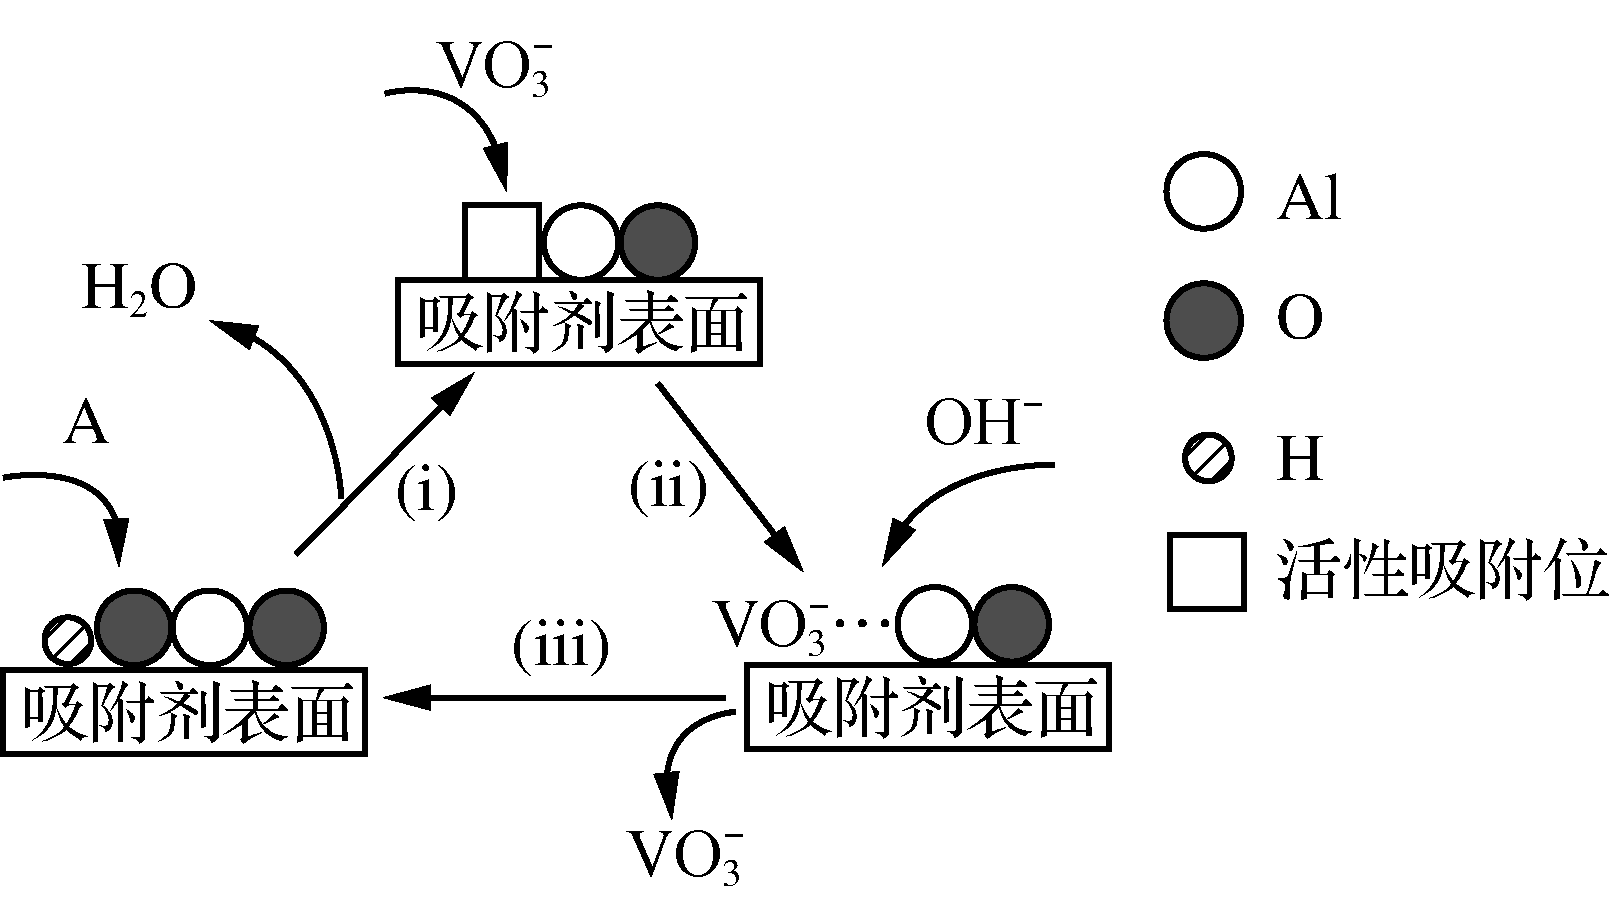 VO₃⁻
Al
H₂O
吸附剂表面
O
A
(i)
(ii)
OH⁻
H
活性吸附位
VO₃⁻…
(iii)
吸附剂表面
吸附剂表面
VO₃⁻